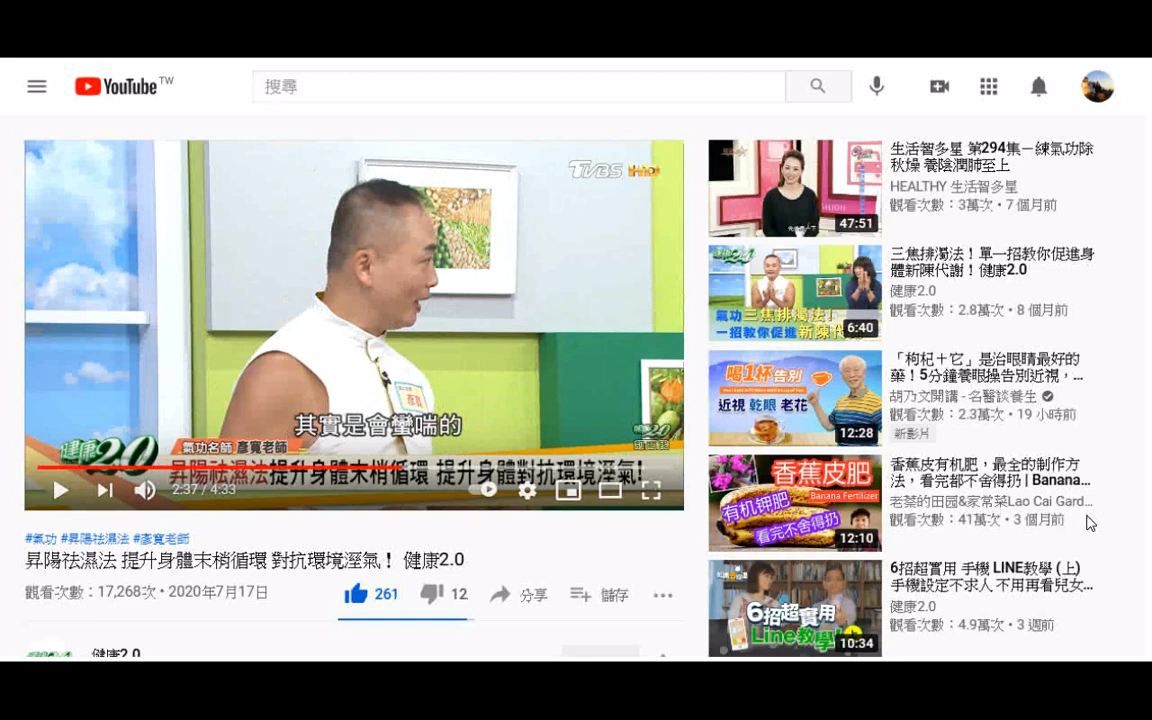 YouTube TW
搜尋
TVBS HD
其實是會蠻喘的
健康2.0
氣功名師 彥寬老師
昇陽祛濕法提升身體末梢循環 提升身體對抗環境溼氣!
2:37 / 4:33
#氣功 #昇陽祛濕法 #彥寬老師
昇陽祛濕法 提升身體末梢循環 對抗環境溼氣! 健康2.0
觀看次數:17,268次・2020年7月17日
261
12
分享
儲存
健康2.0
47:51
生活智多星 第294集－練氣功除
秋燥 養陰潤肺至上
HEALTHY 生活智多星
觀看次數:3萬次・7 個月前
氣功三焦排濁法!
一招教你促進新陳代
6:40
三焦排濁法!單一招教你促進身
體新陳代謝!健康2.0
健康2.0
觀看次數:2.8萬次・8 個月前
喝1杯告別
近視 乾眼 老花
12:28
「枸杞＋它」是治眼睛最好的
藥!5分鐘養眼操告別近視，...
胡乃文開講 - 名醫談養生
觀看次數:2.3萬次・19 小時前
新影片
香蕉皮肥
Banana Fertilizer
有机钾肥
看完不舍得扔
12:10
香蕉皮有机肥，最全的制作方
法，看完都不舍得扔 | Banana...
老菜的田园&家常菜Lao Cai Gard...
觀看次數:41萬次・3 個月前
6招超實用
Line教學
10:34
6招超實用 手機 LINE教學 (上)
手機設定不求人 不用再看兒女...
健康2.0
觀看次數:4.9萬次・3 週前